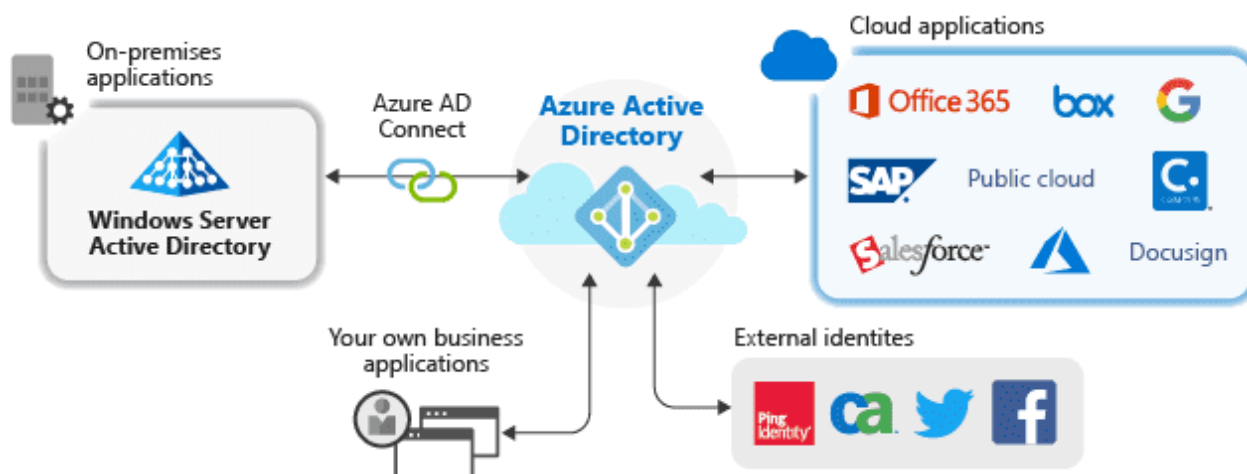 On-premises
applications
Windows Server
Active Directory
Azure AD
Connect
Azure Active
Directory
Cloud applications
Office 365
box
G
SAP
Public cloud
C.
salesforce
Docusign
Your own business
applications
External identites
Ping
Identity
ca
f